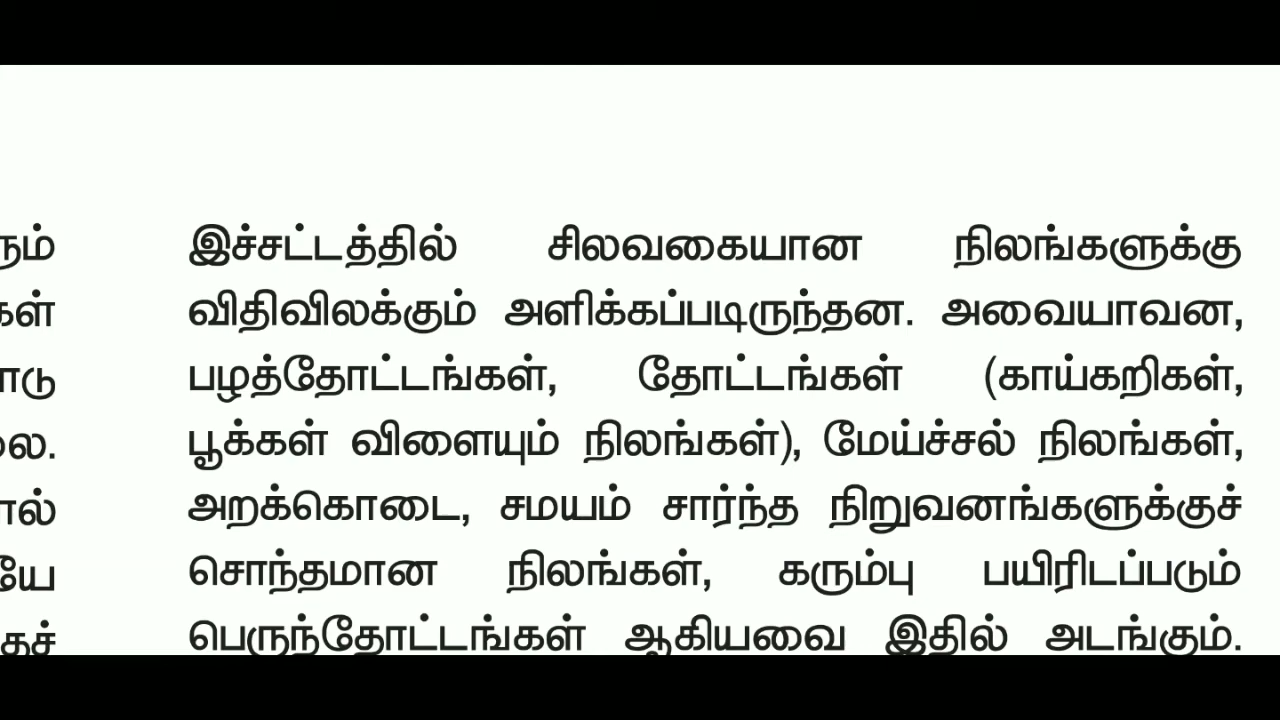 இச்சட்டத்தில் சிலவகையான நிலங்களுக்கு
விதிவிலக்கும் அளிக்கப்படிருந்தன. அவையாவன,
பழத்தோட்டங்கள், தோட்டங்கள் (காய்கறிகள்,
பூக்கள் விளையும் நிலங்கள்), மேய்ச்சல் நிலங்கள்,
அறக்கொடை, சமயம் சார்ந்த நிறுவனங்களுக்குச்
சொந்தமான நிலங்கள், கரும்பு பயிரிடப்படும்
பெருந்தோட்டங்கள் ஆகியவை இதில் அடங்கும்.